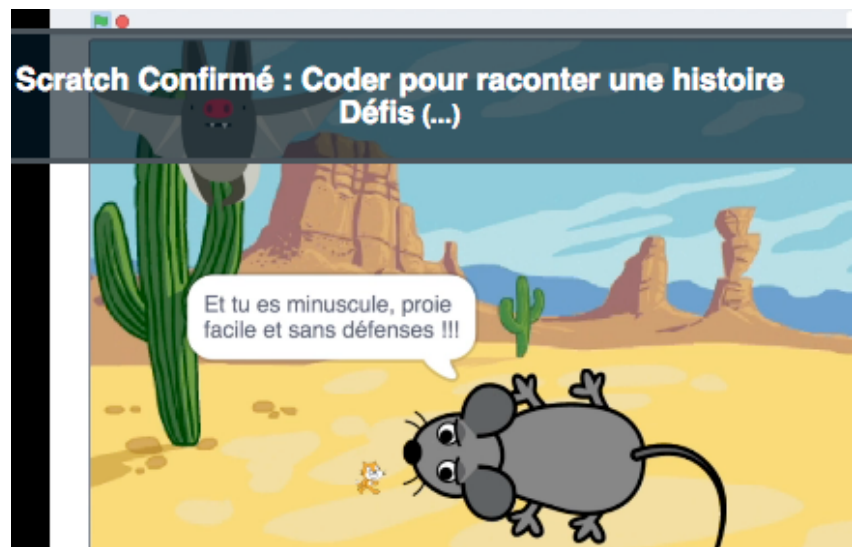 Scratch Confirmé : Coder pour raconter une histoire
Défis (...)
Et tu es minuscule, proie
facile et sans défenses !!!